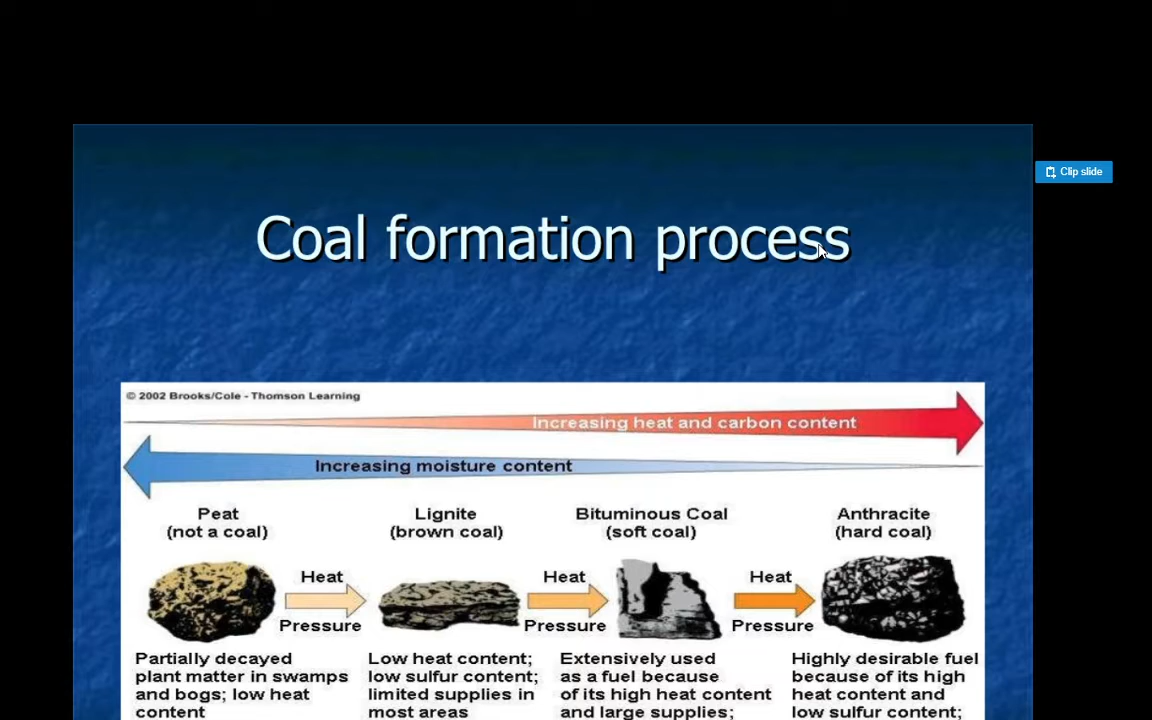 Clip slide
Coal formation process
© 2002 Brooks/Cole - Thomson Learning
Increasing heat and carbon content
Increasing moisture content
Peat
(not a coal)
Lignite
(brown coal)
Bituminous Coal
(soft coal)
Anthracite
(hard coal)
Heat
Pressure
Heat
Pressure
Heat
Pressure
Partially decayed
plant matter in swamps
and bogs; low heat
content
Low heat content;
low sulfur content;
limited supplies in
most areas
Extensively used
as a fuel because
of its high heat content
and large supplies;
Highly desirable fuel
because of its high
heat content and
low sulfur content;